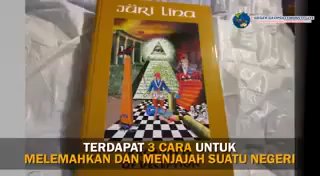 Jüri Lina
TERDAPAT 3 CARA UNTUK
MELEMAHKAN DAN MENJAJAH SUATU NEGERI